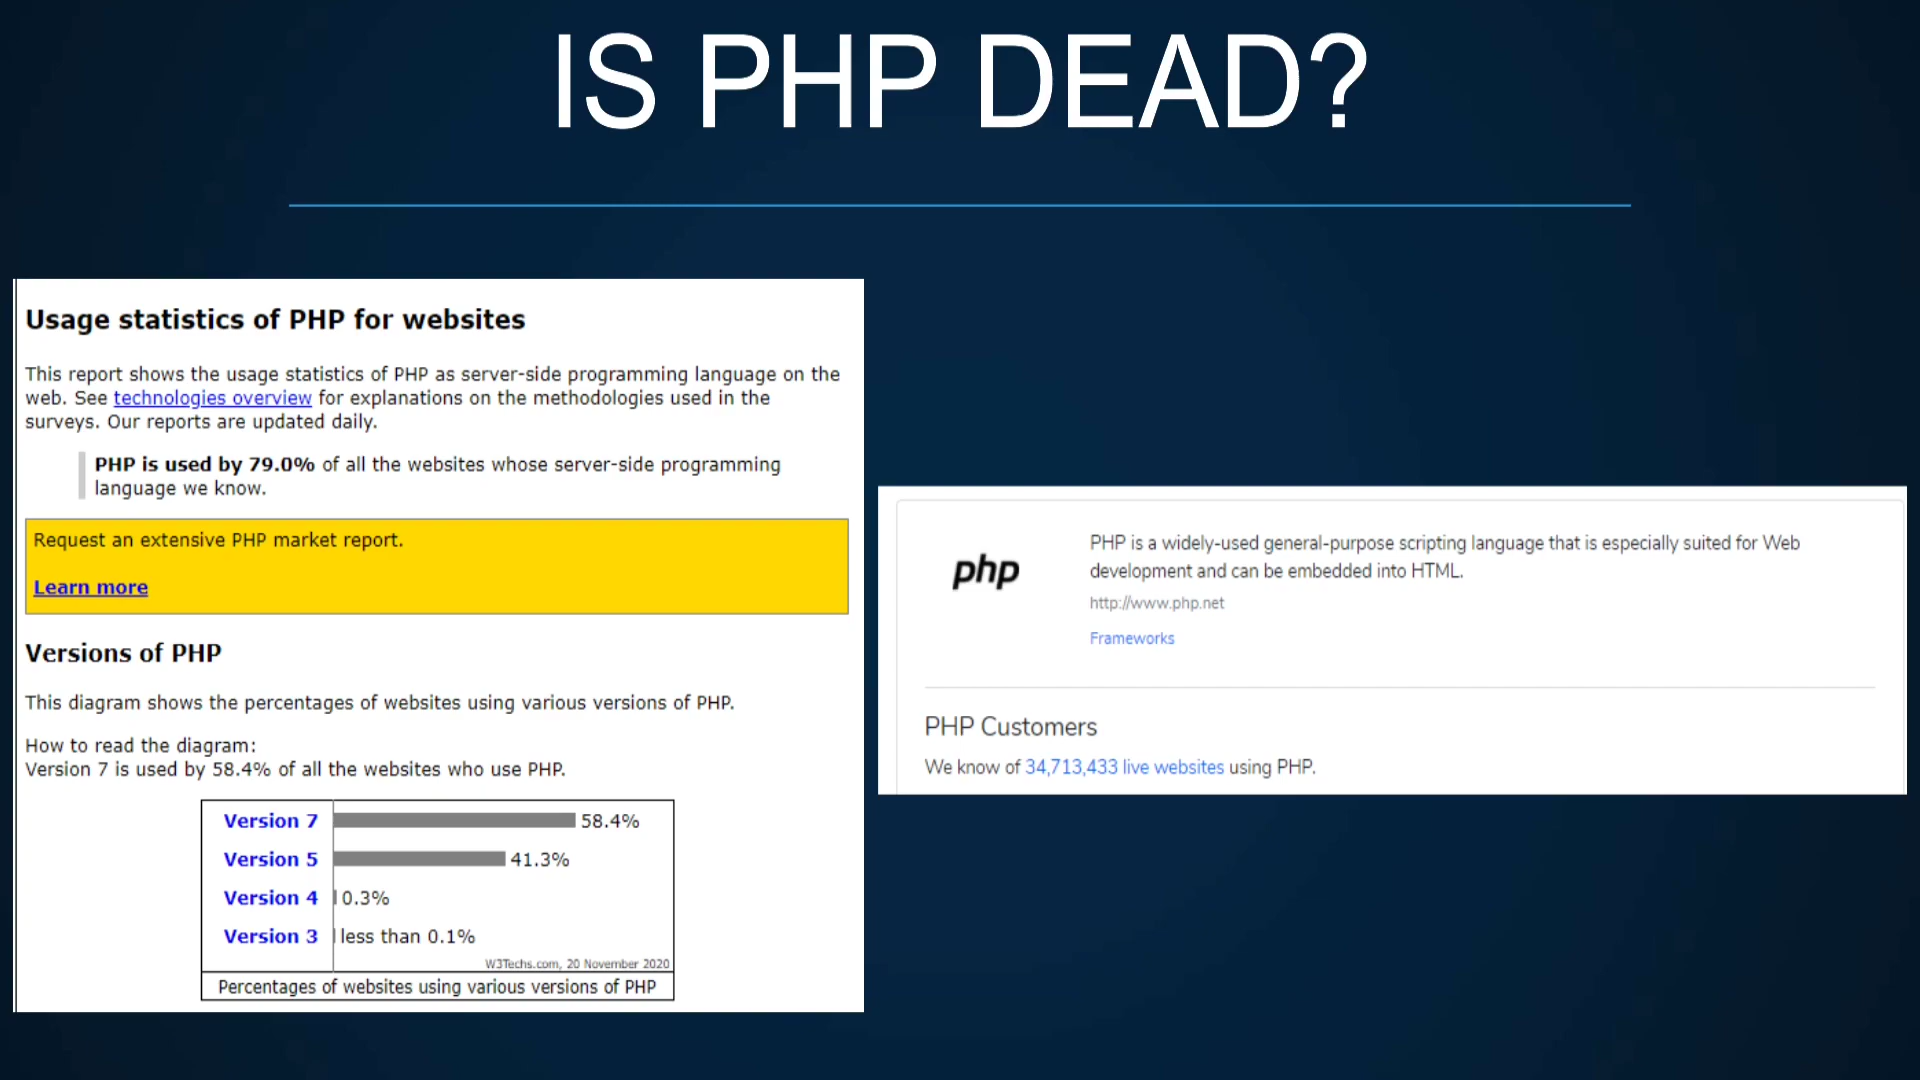 IS PHP DEAD?
Usage statistics of PHP for websites
This report shows the usage statistics of PHP as server-side programming language on the
web. See technologies overview for explanations on the methodologies used in the
surveys. Our reports are updated daily.
PHP is used by 79.0% of all the websites whose server-side programming
language we know.
Request an extensive PHP market report.
Learn more
Versions of PHP
This diagram shows the percentages of websites using various versions of PHP.
How to read the diagram:
Version 7 is used by 58.4% of all the websites who use PHP.
Version 7 58.4%
Version 5 41.3%
Version 4 0.3%
Version 3 less than 0.1%
W3Techs.com, 20 November 2020
Percentages of websites using various versions of PHP
php
PHP is a widely-used general-purpose scripting language that is especially suited for Web
development and can be embedded into HTML.
http://www.php.net
Frameworks
PHP Customers
We know of 34,713,433 live websites using PHP.